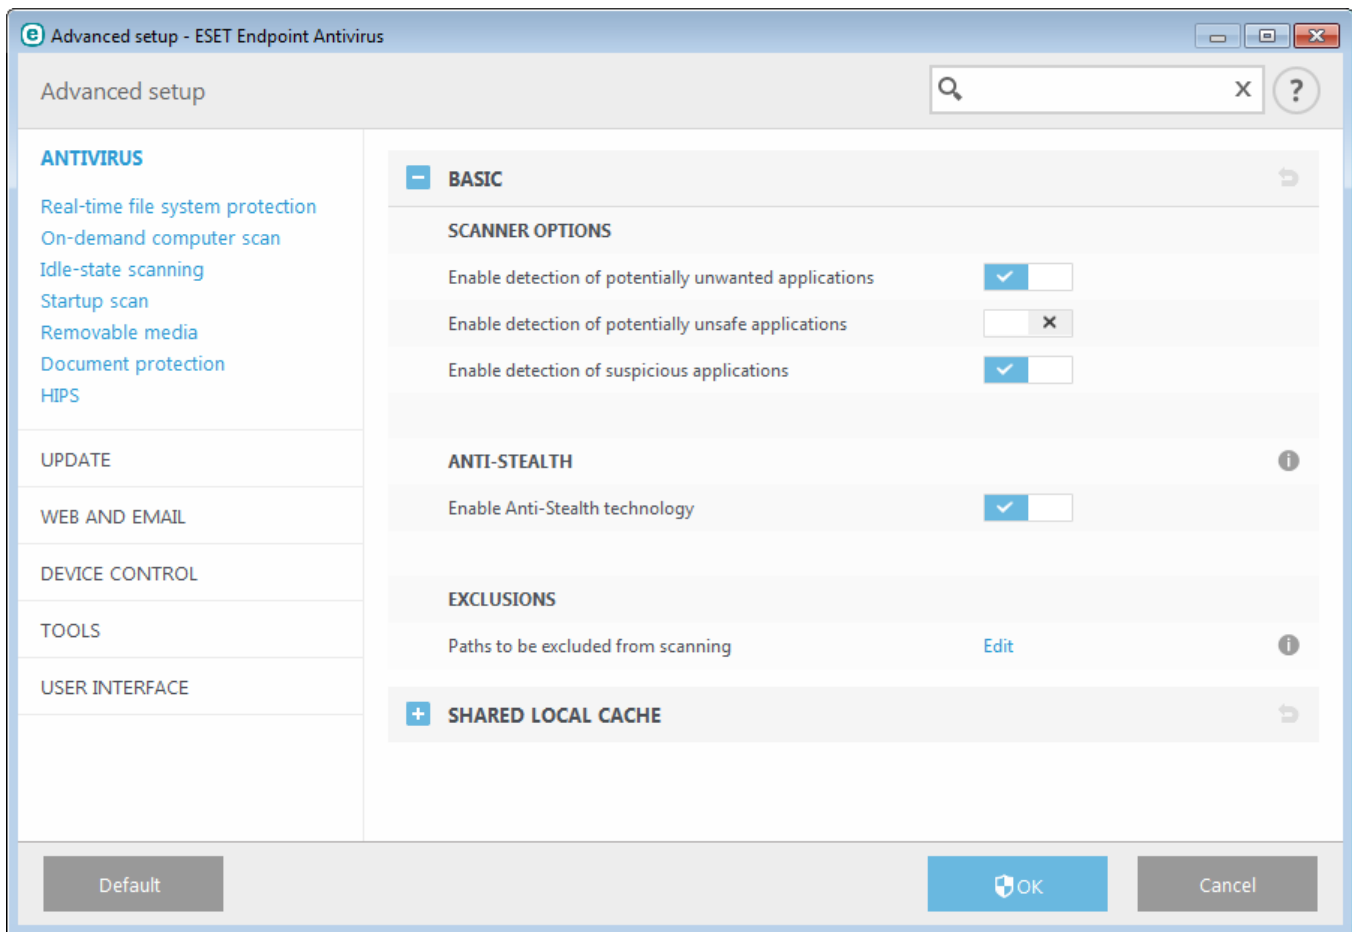 Advanced setup - ESET Endpoint Antivirus
Advanced setup
ANTIVIRUS
Real-time file system protection
On-demand computer scan
Idle-state scanning
Startup scan
Removable media
Document protection
HIPS
UPDATE
WEB AND EMAIL
DEVICE CONTROL
TOOLS
USER INTERFACE
BASIC
SCANNER OPTIONS
Enable detection of potentially unwanted applications
Enable detection of potentially unsafe applications
Enable detection of suspicious applications
ANTI-STEALTH
Enable Anti-Stealth technology
EXCLUSIONS
Paths to be excluded from scanning Edit
SHARED LOCAL CACHE
Default
OK
Cancel